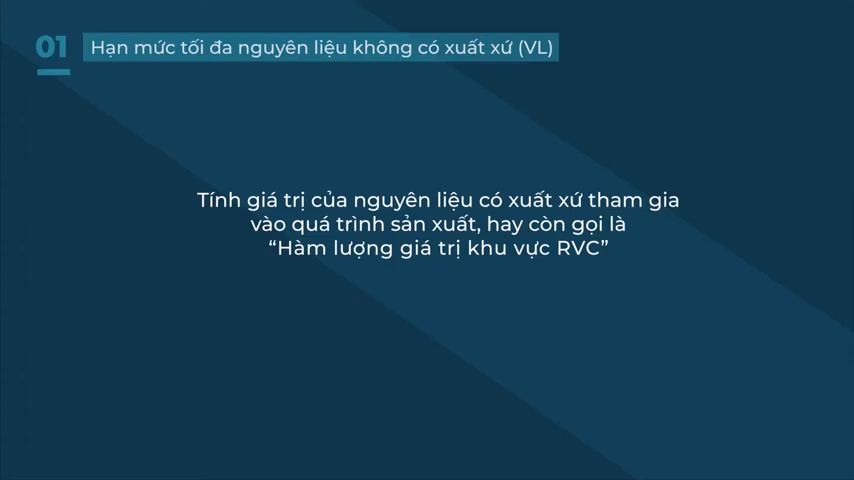 01 Hạn mức tối đa nguyên liệu không có xuất xứ (VL)
Tính giá trị của nguyên liệu có xuất xứ tham gia
vào quá trình sản xuất, hay còn gọi là
“Hàm lượng giá trị khu vực RVC”